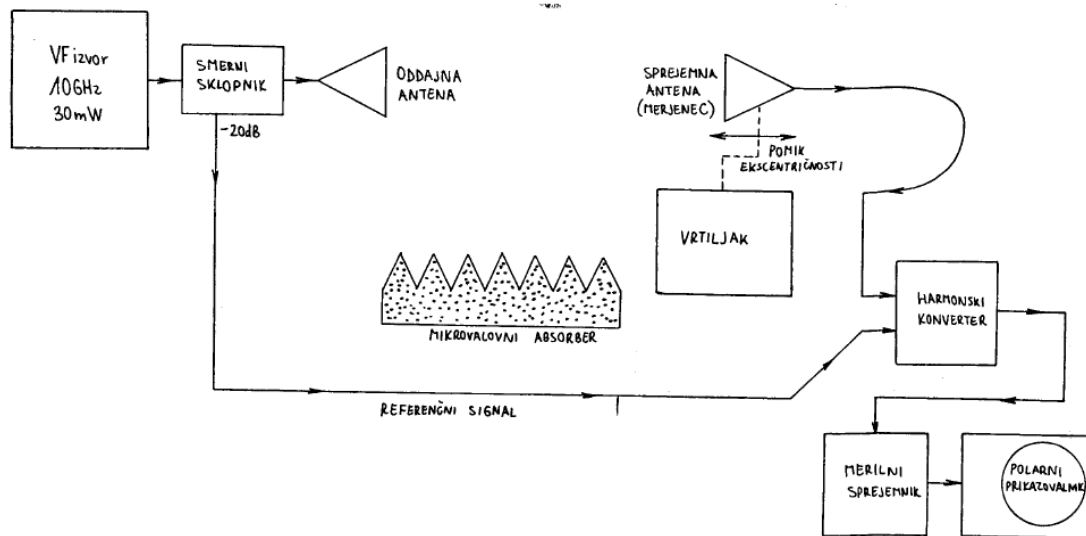 VF izvor
10GHz
30mW
SMERNI
SKLOPNIK
ODDAJNA
ANTENA
-20dB
SPREJEMNA
ANTENA
(MERJENEC)
POMIK
EKSCENTRIČNOSTI
VRTILJAK
MIKROVALOVNI ABSORBER
HARMONSKI
KONVERTER
REFERENČNI SIGNAL
MERILNI
SPREJEMNIK
POLARNI
PRIKAZOVALNIK